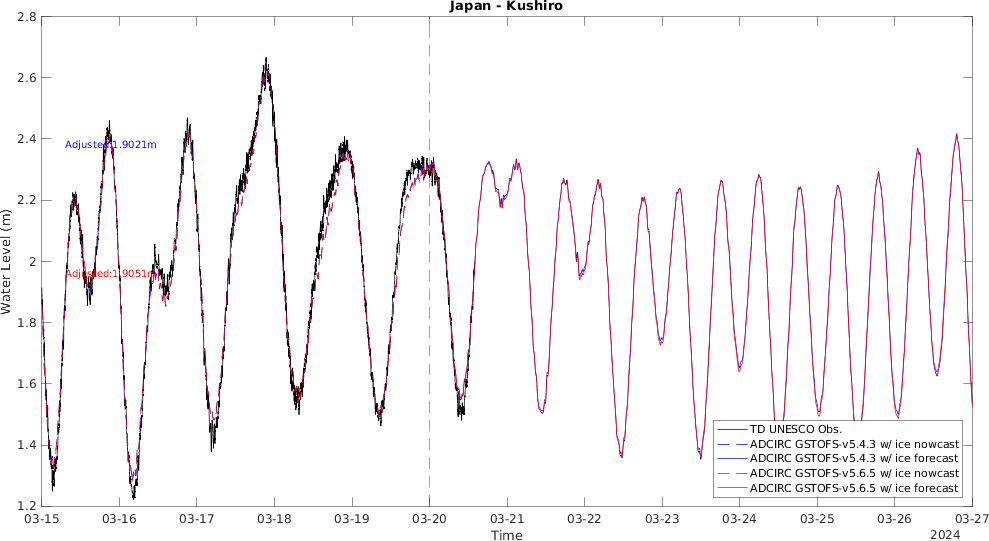 Japan - Kushiro
2.8
2.6
2.4
2.2
2
1.8
1.6
1.4
1.2
Water Level (m)
Adjusted:1.9021m
Adjusted:1.9051m
TD UNESCO Obs.
ADCIRC GSTOFS-v5.4.3 w/ ice nowcast
ADCIRC GSTOFS-v5.4.3 w/ ice forecast
ADCIRC GSTOFS-v5.6.5 w/ ice nowcast
ADCIRC GSTOFS-v5.6.5 w/ ice forecast
03-15 03-16 03-17 03-18 03-19 03-20 03-21 03-22 03-23 03-24 03-25 03-26 03-27
Time
2024